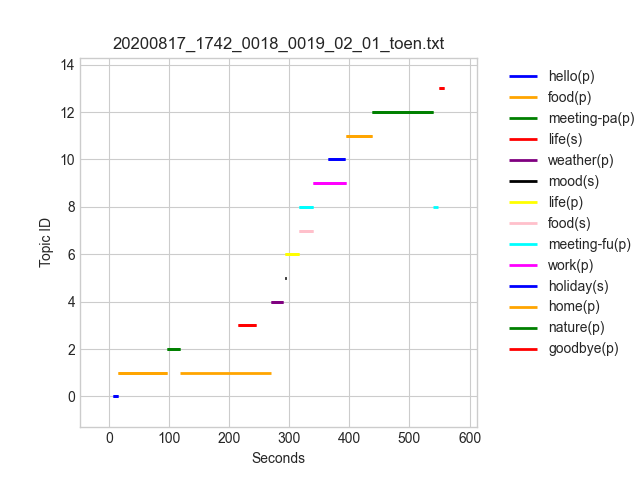 20200817_1742_0018_0019_02_01_toen.txt
14
12
10
8
6
4
2
0
Topic ID
0 100 200 300 400 500 600
Seconds
hello(p)
food(p)
meeting-pa(p)
life(s)
weather(p)
mood(s)
life(p)
food(s)
meeting-fu(p)
work(p)
holiday(s)
home(p)
nature(p)
goodbye(p)